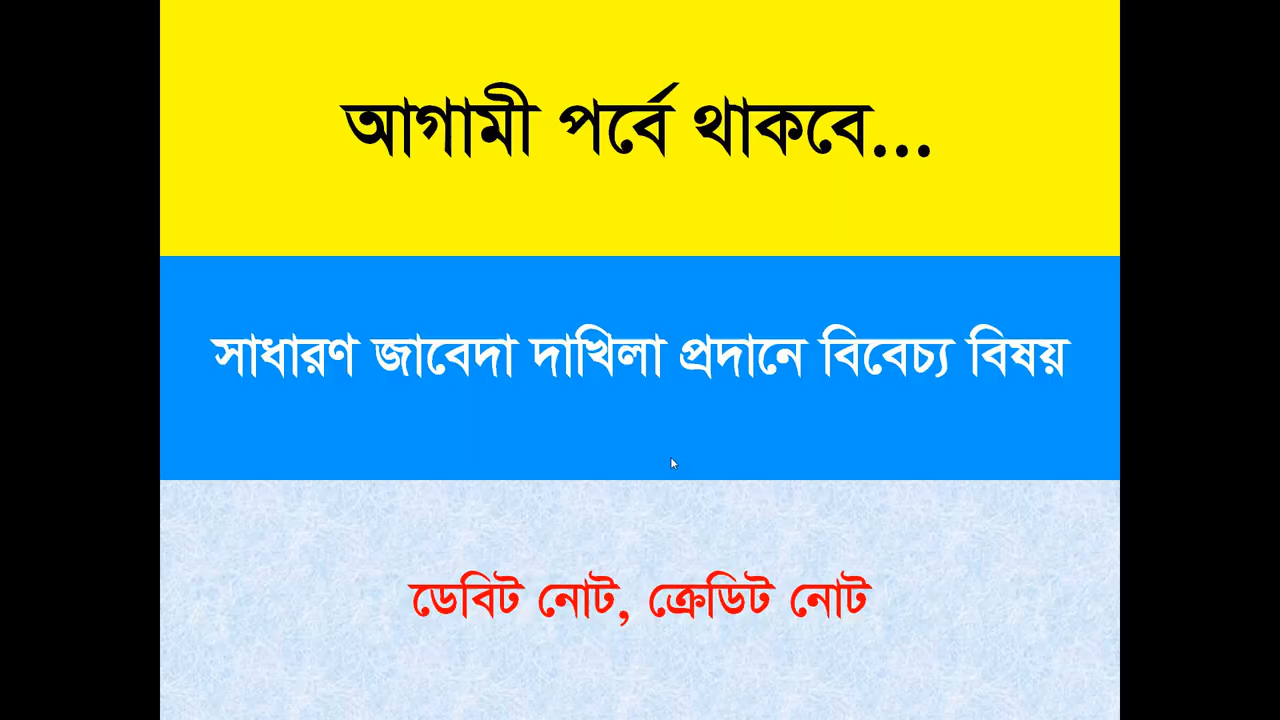 আগামী পর্বে থাকবে...
সাধারণ জাবেদা দাখিলা প্রদানে বিবেচ্য বিষয়
ডেবিট নোট, ক্রেডিট নোট